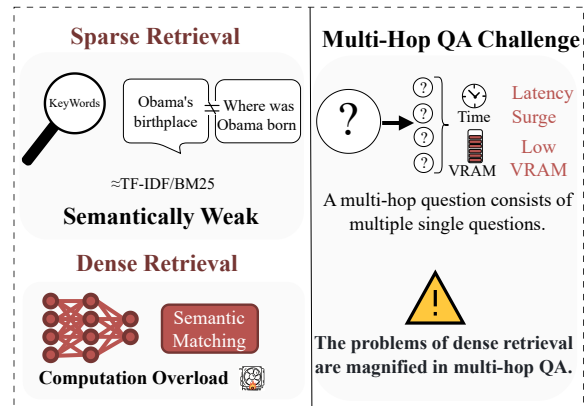 Sparse Retrieval
KeyWords
Obama's
birthplace
≠
Where was
Obama born
≈TF-IDF/BM25
Semantically Weak
Dense Retrieval
Semantic
Matching
Computation Overload
Multi-Hop QA Challenge
?
?
?
?
?
Time
Latency
Surge
VRAM
Low
VRAM
A multi-hop question consists of
multiple single questions.
!
The problems of dense retrieval
are magnified in multi-hop QA.